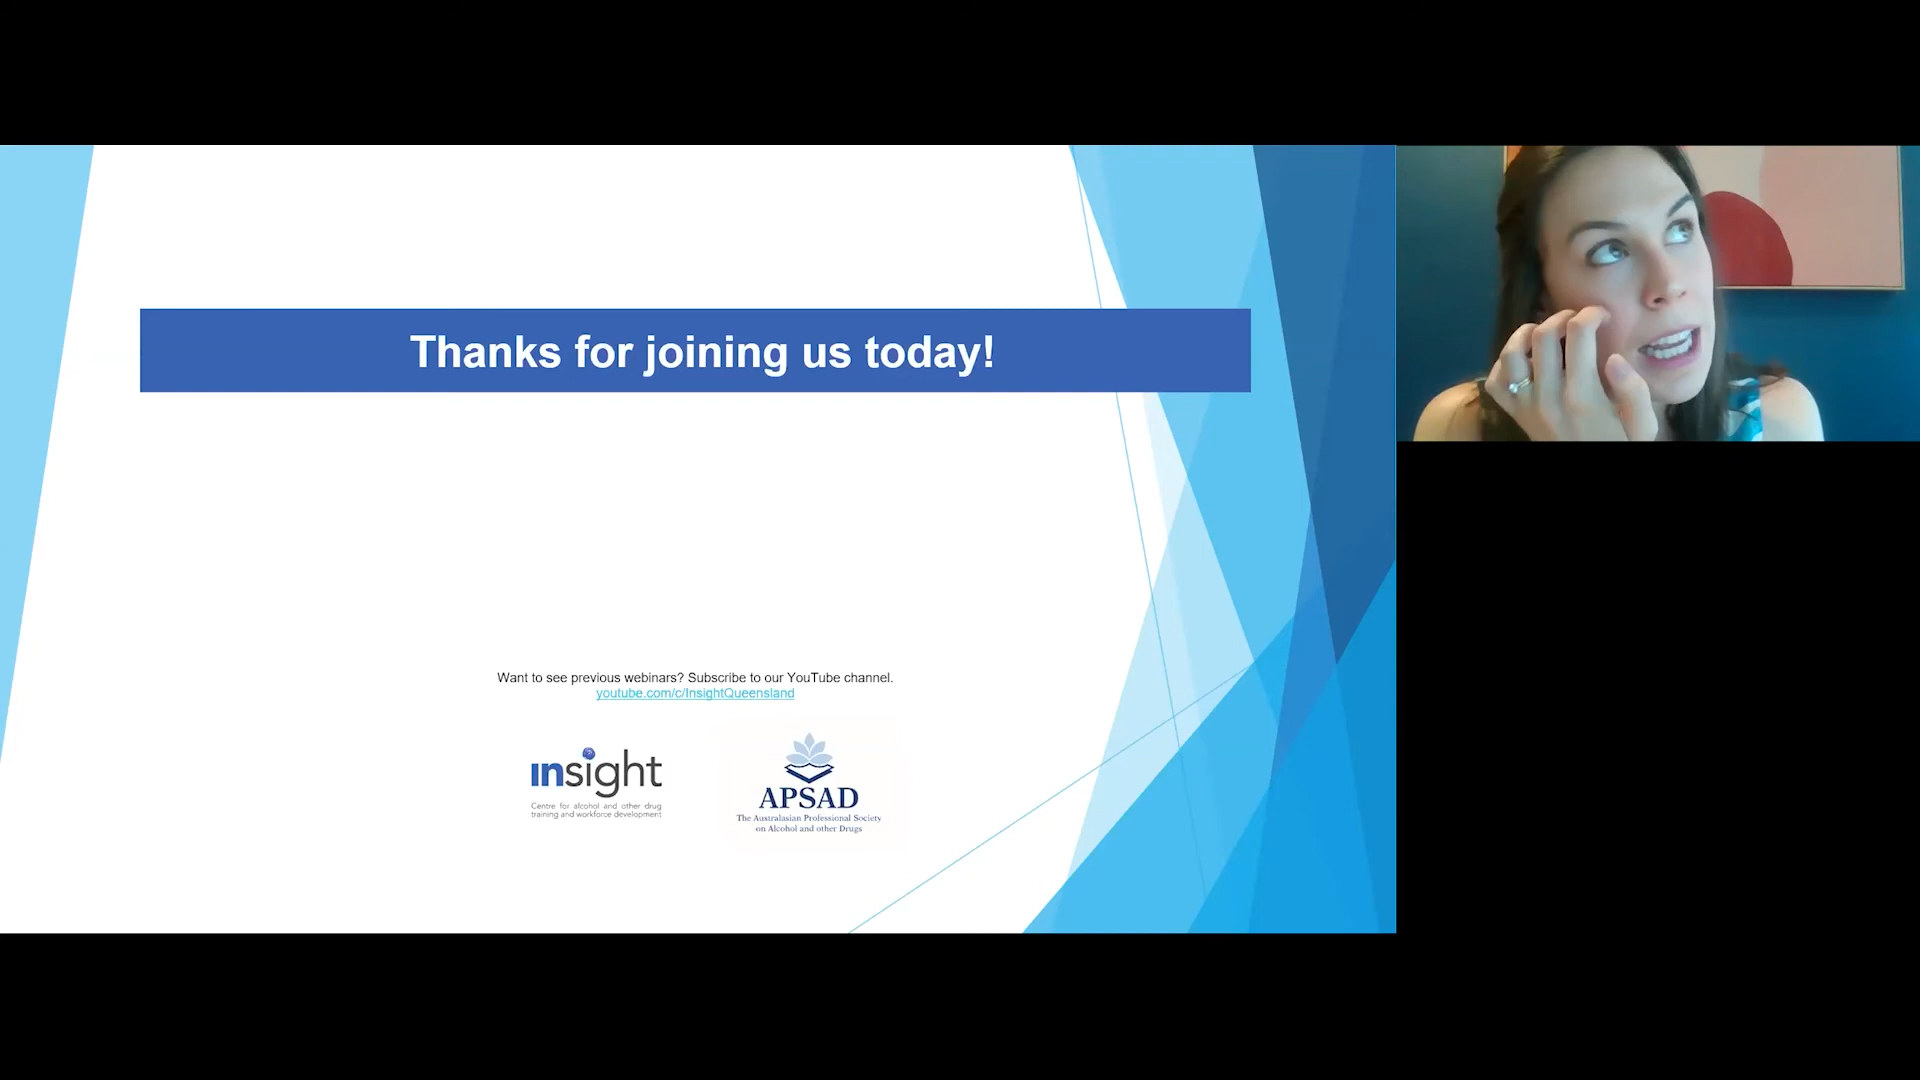 Thanks for joining us today!
Want to see previous webinars? Subscribe to our YouTube channel.
youtube.com/c/InsightQueensland
insight
Centre for alcohol and other drug
training and workforce development
APSAD
The Australasian Professional Society
on Alcohol and other Drugs